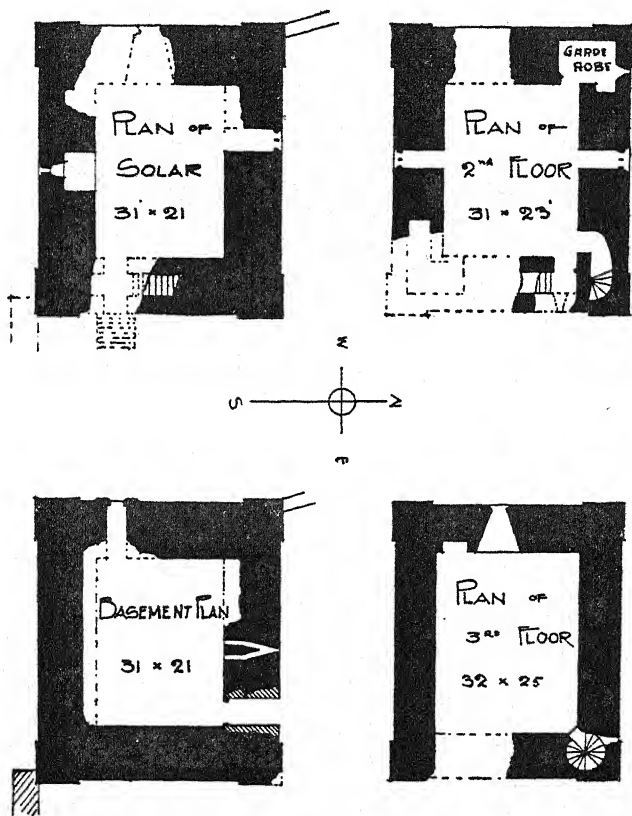 PLAN OF
SOLAR
31' × 21
GARDE
ROBE
PLAN OF
2ND FLOOR
31 × 23'
W
S
N
E
BASEMENT PLAN
31 × 21
PLAN OF
3RD FLOOR
32 × 25